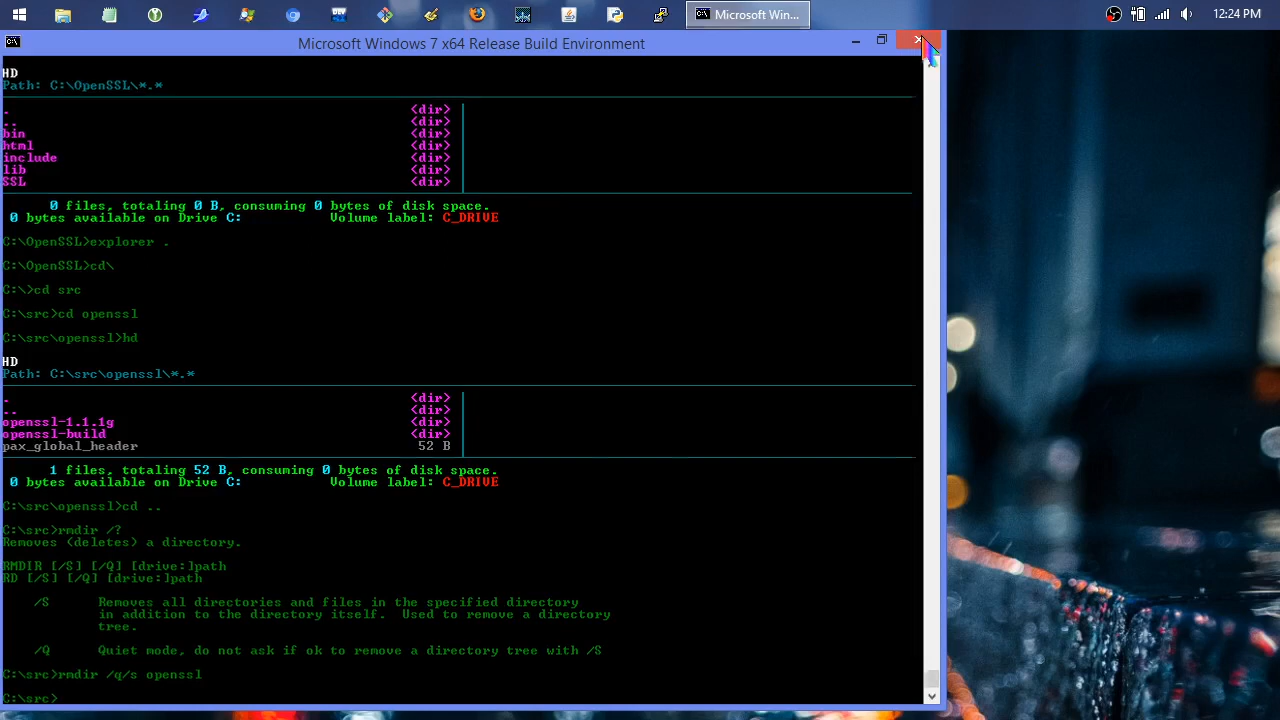 Microsoft Win...
12:24 PM
Microsoft Windows 7 x64 Release Build Environment
HD
Path: C:\OpenSSL\*.*
. <dir>
.. <dir>
bin <dir>
html <dir>
include <dir>
lib <dir>
SSL <dir>
0 files, totaling 0 B, consuming 0 bytes of disk space.
0 bytes available on Drive C: Volume label: C_DRIVE
C:\OpenSSL>explorer .
C:\OpenSSL>cd\
C:\>cd src
C:\src>cd openssl
C:\src\openssl>hd
HD
Path: C:\src\openssl\*.*
. <dir>
.. <dir>
openssl-1.1.1g <dir>
openssl-build <dir>
pax_global_header 52 B
1 files, totaling 52 B, consuming 0 bytes of disk space.
0 bytes available on Drive C: Volume label: C_DRIVE
C:\src\openssl>cd ..
C:\src>rmdir /?
Removes (deletes) a directory.
RMDIR [/S] [/Q] [drive:]path
RD [/S] [/Q] [drive:]path
/S Removes all directories and files in the specified directory
in addition to the directory itself. Used to remove a directory
tree.
/Q Quiet mode, do not ask if ok to remove a directory tree with /S
C:\src>rmdir /q/s openssl
C:\src>